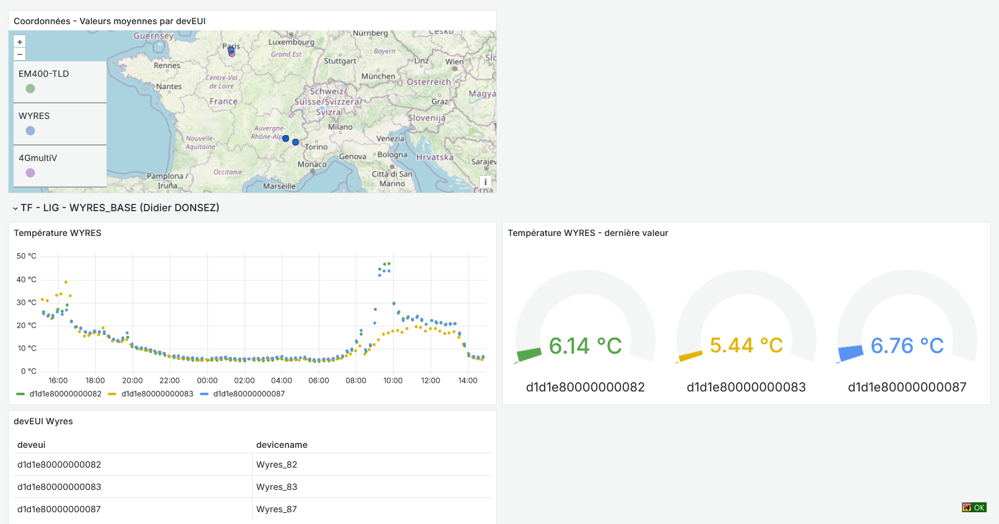 Coordonnées - Valeurs moyennes par devEUI
+
−
Guernsey
Paris
Luxembourg
Nürnberg
Česko
Grand Est
Bayern
Rennes
Stuttgart
Linz
Wien
Centre-Val
de Loire
München
Österreich
Nantes
France
Schweiz/
Suisse/Svizzera/
Svizra
Graz
Magya
Slovenija
Auvergne-
Rhône-Alp
Milano
Nouvelle-
Aquitaine
Torino
Venezia
Genova
Bologna
Hrvatska
Monaco
Sarajev
Occitanie
Pamplona /
Iruña
Marseille
Città di San
Marino
Crna
i
EM400-TLD
WYRES
4GmultiV
TF - LIG - WYRES_BASE (Didier DONSEZ)
Température WYRES
50 °C
40 °C
30 °C
20 °C
10 °C
0 °C
16:00 18:00 20:00 22:00 00:00 02:00 04:00 06:00 08:00 10:00 12:00 14:00
d1d1e80000000082 d1d1e80000000083 d1d1e80000000087
Température WYRES - dernière valeur
6.14 °C 5.44 °C 6.76 °C
d1d1e80000000082 d1d1e80000000083 d1d1e80000000087
devEUI Wyres
deveui devicename
d1d1e80000000082 Wyres_82
d1d1e80000000083 Wyres_83
d1d1e80000000087 Wyres_87
OK